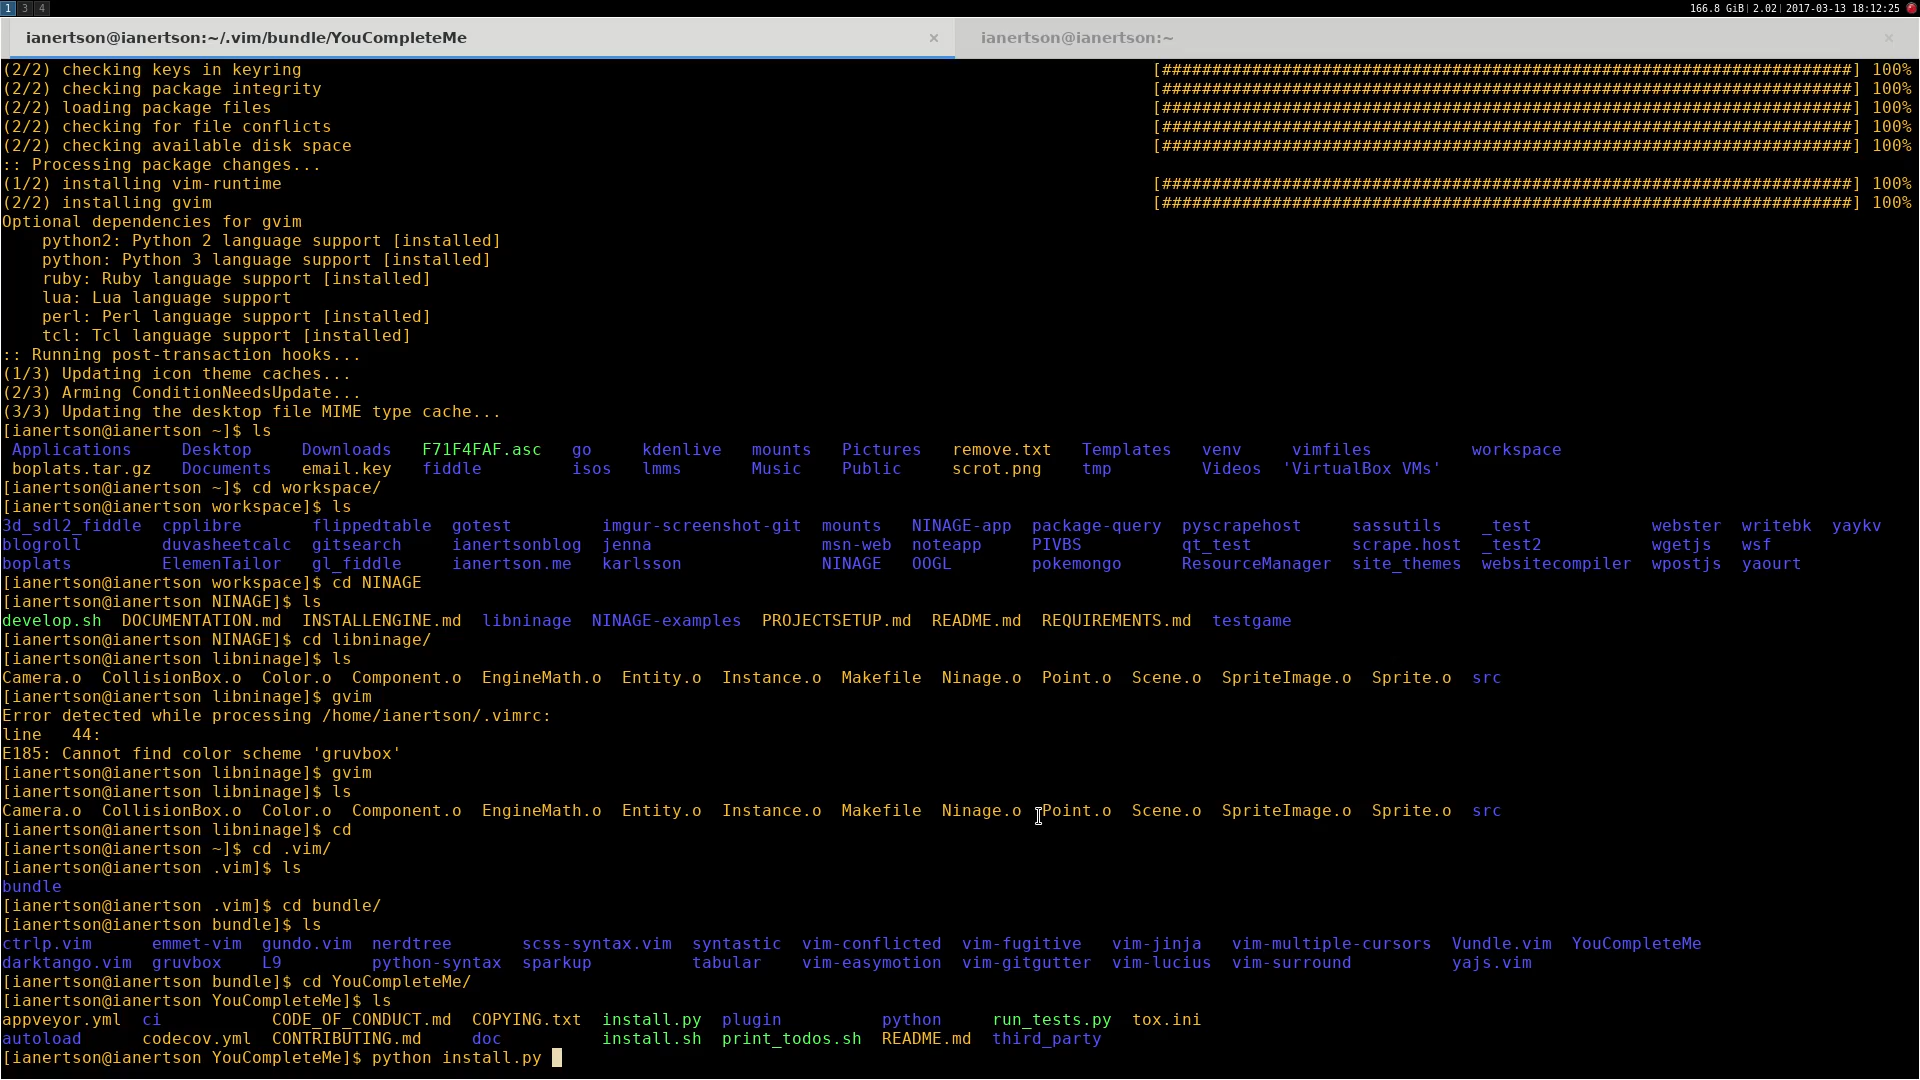 1 3 4 166.8 GiB| 2.02| 2017-03-13 18:12:25
ianertson@ianertson:~/.vim/bundle/YouCompleteMe × ianertson@ianertson:~ ×
(2/2) checking keys in keyring [#####################################################################] 100%
(2/2) checking package integrity [#####################################################################] 100%
(2/2) loading package files [#####################################################################] 100%
(2/2) checking for file conflicts [#####################################################################] 100%
(2/2) checking available disk space [#####################################################################] 100%
:: Processing package changes...
(1/2) installing vim-runtime [#####################################################################] 100%
(2/2) installing gvim [#####################################################################] 100%
Optional dependencies for gvim
    python2: Python 2 language support [installed]
    python: Python 3 language support [installed]
    ruby: Ruby language support [installed]
    lua: Lua language support
    perl: Perl language support [installed]
    tcl: Tcl language support [installed]
:: Running post-transaction hooks...
(1/3) Updating icon theme caches...
(2/3) Arming ConditionNeedsUpdate...
(3/3) Updating the desktop file MIME type cache...
[ianertson@ianertson ~]$ ls
 Applications     Desktop     Downloads   F71F4FAF.asc   go      kdenlive   mounts   Pictures   remove.txt   Templates   venv     vimfiles           workspace
 boplats.tar.gz   Documents   email.key   fiddle         isos   lmms       Music    Public     scrot.png    tmp         Videos  'VirtualBox VMs'
[ianertson@ianertson ~]$ cd workspace/
[ianertson@ianertson workspace]$ ls
3d_sdl2_fiddle  cpplibre       flippedtable  gotest         imgur-screenshot-git  mounts   NINAGE-app  package-query  pyscrapehost     sassutils    _test            webster  writebk  yaykv
blogroll        duvasheetcalc  gitsearch     ianertsonblog  jenna                 msn-web  noteapp     PIVBS          qt_test          scrape.host  _test2           wgetjs   wsf
boplats         ElemenTailor   gl_fiddle     ianertson.me   karlsson              NINAGE   OOGL        pokemongo      ResourceManager  site_themes  websitecompiler  wpostjs  yaourt
[ianertson@ianertson workspace]$ cd NINAGE
[ianertson@ianertson NINAGE]$ ls
develop.sh  DOCUMENTATION.md  INSTALLENGINE.md  libninage  NINAGE-examples  PROJECTSETUP.md  README.md  REQUIREMENTS.md  testgame
[ianertson@ianertson NINAGE]$ cd libninage/
[ianertson@ianertson libninage]$ ls
Camera.o  CollisionBox.o  Color.o  Component.o  EngineMath.o  Entity.o  Instance.o  Makefile  Ninage.o  Point.o  Scene.o  SpriteImage.o  Sprite.o  src
[ianertson@ianertson libninage]$ gvim
Error detected while processing /home/ianertson/.vimrc:
line   44:
E185: Cannot find color scheme 'gruvbox'
[ianertson@ianertson libninage]$ gvim
[ianertson@ianertson libninage]$ ls
Camera.o  CollisionBox.o  Color.o  Component.o  EngineMath.o  Entity.o  Instance.o  Makefile  Ninage.o  Point.o  Scene.o  SpriteImage.o  Sprite.o  src
[ianertson@ianertson libninage]$ cd
[ianertson@ianertson ~]$ cd .vim/
[ianertson@ianertson .vim]$ ls
bundle
[ianertson@ianertson .vim]$ cd bundle/
[ianertson@ianertson bundle]$ ls
ctrlp.vim      emmet-vim  gundo.vim  nerdtree       scss-syntax.vim  syntastic  vim-conflicted  vim-fugitive   vim-jinja   vim-multiple-cursors  Vundle.vim  YouCompleteMe
darktango.vim  gruvbox    L9         python-syntax  sparkup          tabular    vim-easymotion  vim-gitgutter  vim-lucius  vim-surround          yajs.vim
[ianertson@ianertson bundle]$ cd YouCompleteMe/
[ianertson@ianertson YouCompleteMe]$ ls
appveyor.yml  ci           CODE_OF_CONDUCT.md  COPYING.txt  install.py  plugin          python     run_tests.py  tox.ini
autoload      codecov.yml  CONTRIBUTING.md     doc          install.sh  print_todos.sh  README.md  third_party
[ianertson@ianertson YouCompleteMe]$ python install.py